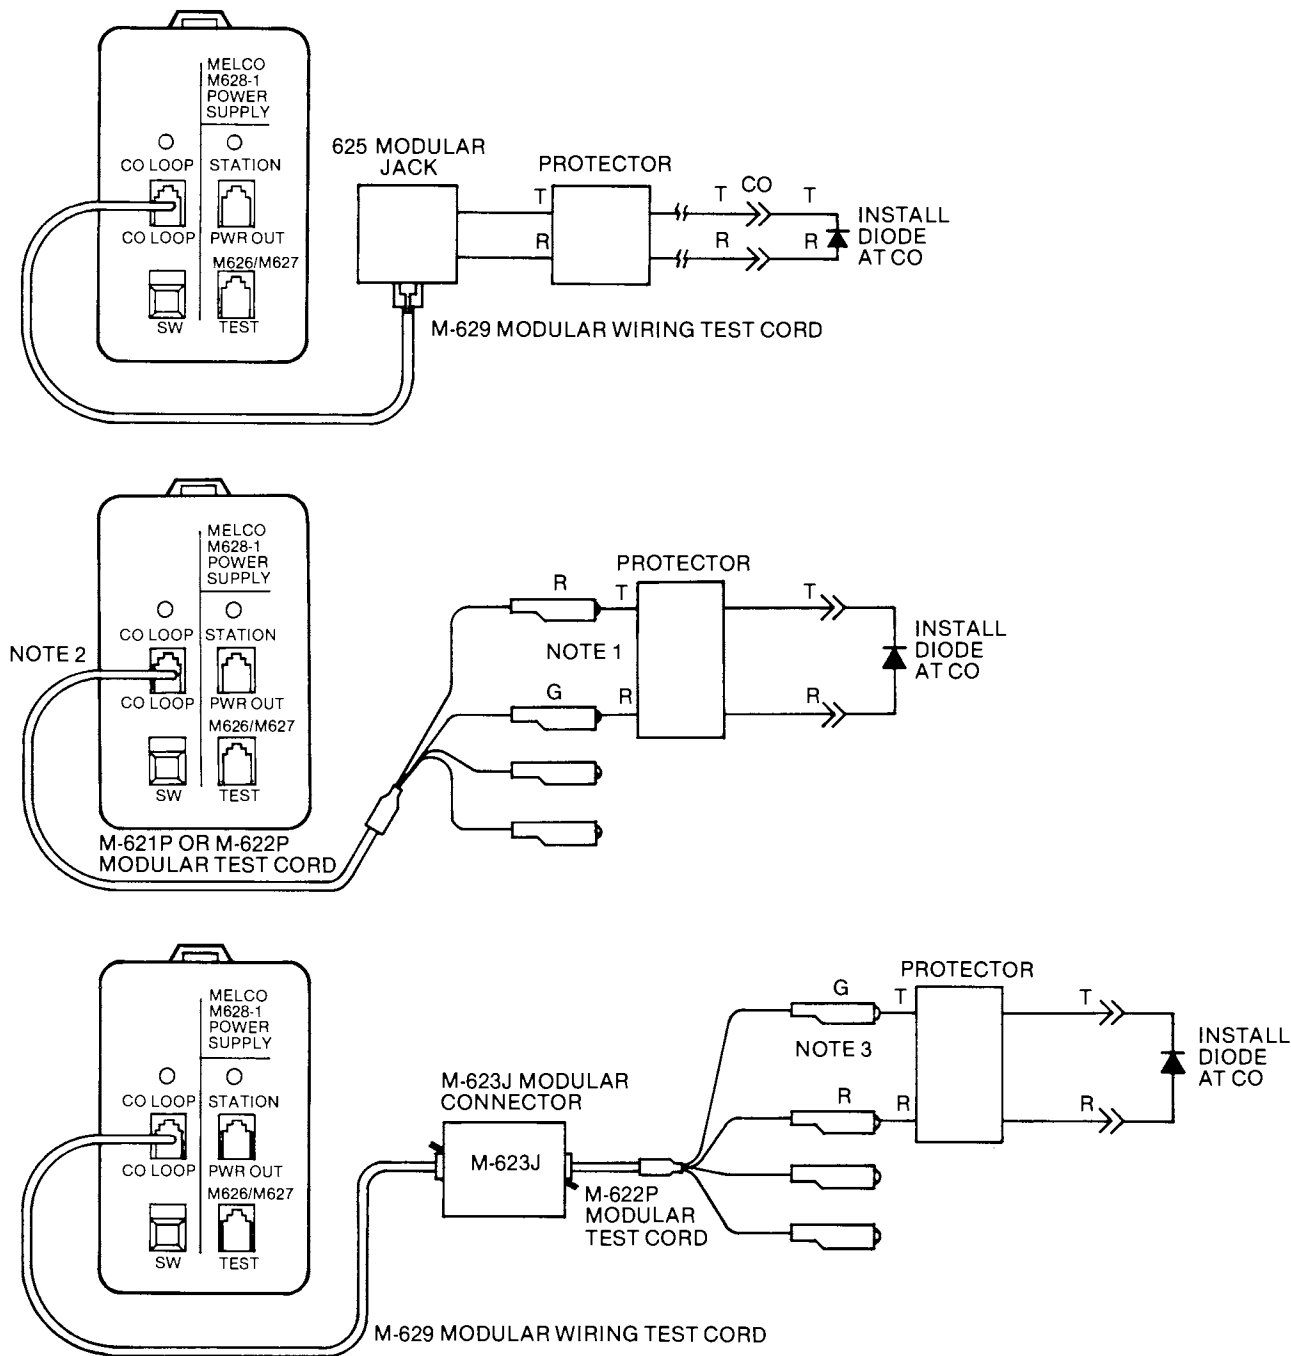 MELCO
M628-1
POWER
SUPPLY
CO LOOP STATION
CO LOOP PWR OUT
M626/M627
SW TEST
625 MODULAR
JACK
PROTECTOR
T T CO T
R R R
INSTALL
DIODE
AT CO
M-629 MODULAR WIRING TEST CORD
MELCO
M628-1
POWER
SUPPLY
CO LOOP STATION
NOTE 2
CO LOOP PWR OUT
M626/M627
SW TEST
M-621P OR M-622P
MODULAR TEST CORD
PROTECTOR
R T T
NOTE 1
G R R
INSTALL
DIODE
AT CO
MELCO
M628-1
POWER
SUPPLY
CO LOOP STATION
CO LOOP PWR OUT
M626/M627
SW TEST
M-623J MODULAR
CONNECTOR
M-623J
M-622P
MODULAR
TEST CORD
PROTECTOR
G T T
NOTE 3
R R R
INSTALL
DIODE
AT CO
M-629 MODULAR WIRING TEST CORD